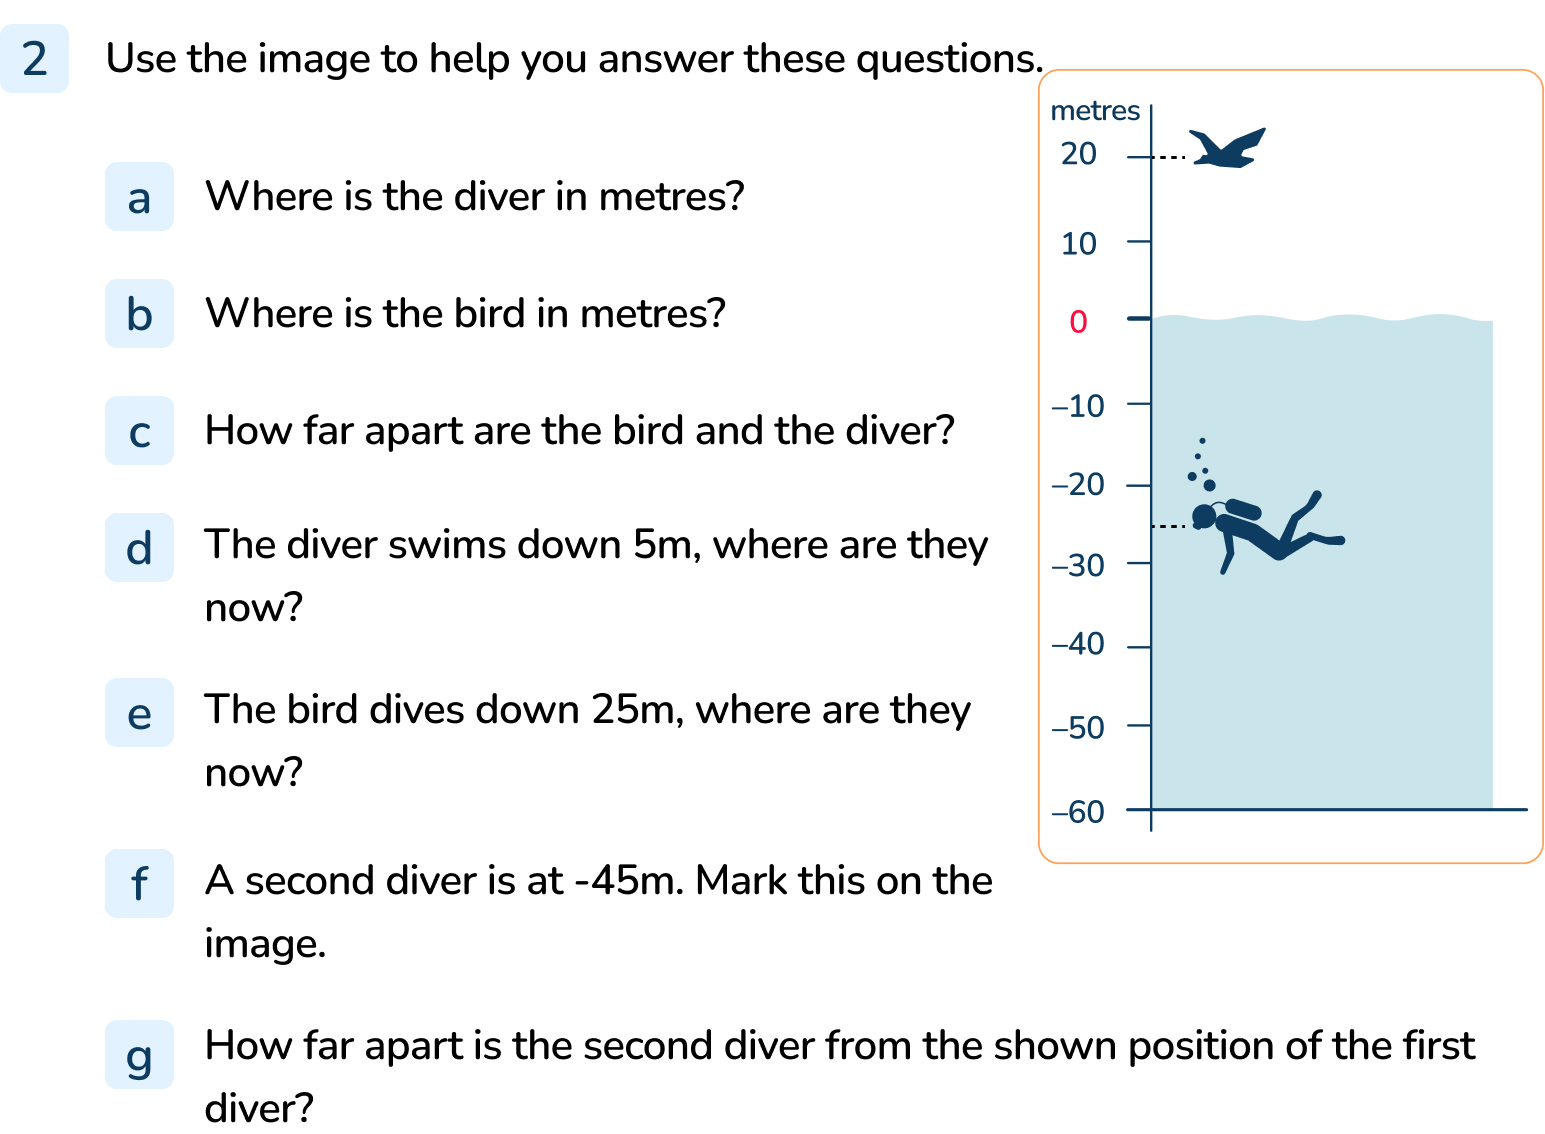 2 Use the image to help you answer these questions.
a Where is the diver in metres?
b Where is the bird in metres?
c How far apart are the bird and the diver?
d The diver swims down 5m, where are they
now?
e The bird dives down 25m, where are they
now?
f A second diver is at -45m. Mark this on the
image.
g How far apart is the second diver from the shown position of the first
diver?
metres
20
10
0
–10
–20
–30
–40
–50
–60